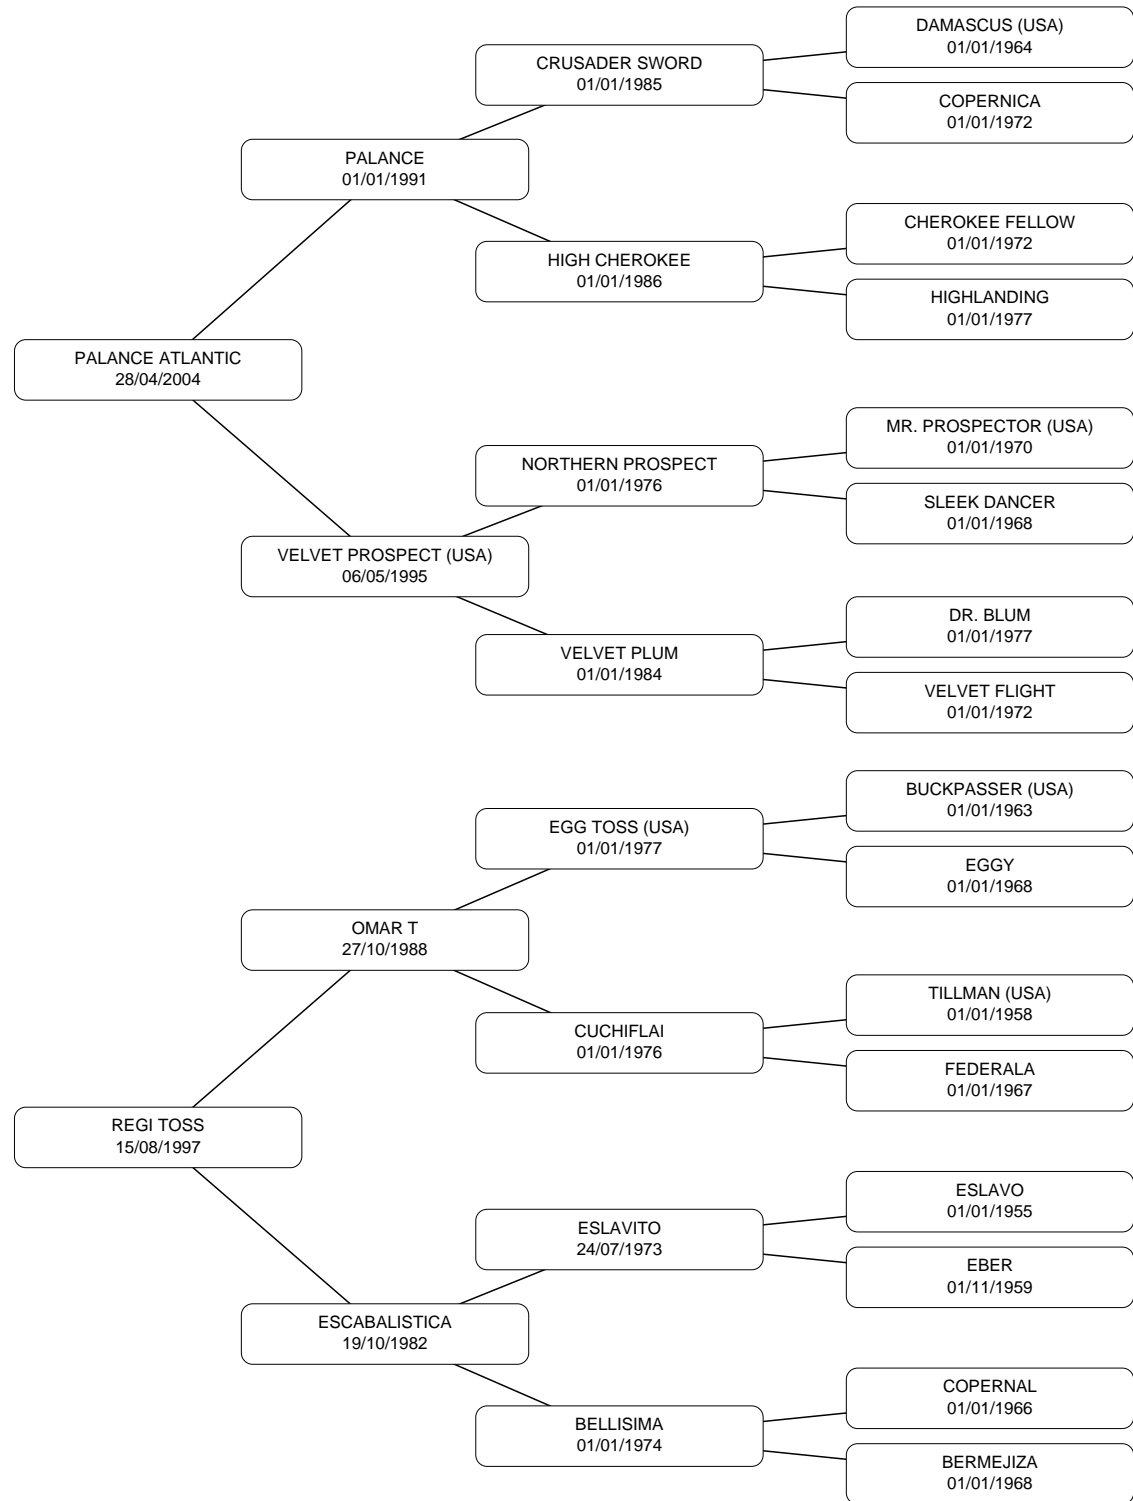 DAMASCUS (USA)
01/01/1964
CRUSADER SWORD
01/01/1985
COPERNICA
01/01/1972
PALANCE
01/01/1991
CHEROKEE FELLOW
01/01/1972
HIGH CHEROKEE
01/01/1986
HIGHLANDING
01/01/1977
PALANCE ATLANTIC
28/04/2004
MR. PROSPECTOR (USA)
01/01/1970
NORTHERN PROSPECT
01/01/1976
SLEEK DANCER
01/01/1968
VELVET PROSPECT (USA)
06/05/1995
DR. BLUM
01/01/1977
VELVET PLUM
01/01/1984
VELVET FLIGHT
01/01/1972
BUCKPASSER (USA)
01/01/1963
EGG TOSS (USA)
01/01/1977
EGGY
01/01/1968
OMAR T
27/10/1988
TILLMAN (USA)
01/01/1958
CUCHIFLAI
01/01/1976
FEDERALA
01/01/1967
REGI TOSS
15/08/1997
ESLAVO
01/01/1955
ESLAVITO
24/07/1973
EBER
01/11/1959
ESCABALISTICA
19/10/1982
COPERNAL
01/01/1966
BELLISIMA
01/01/1974
BERMEJIZA
01/01/1968